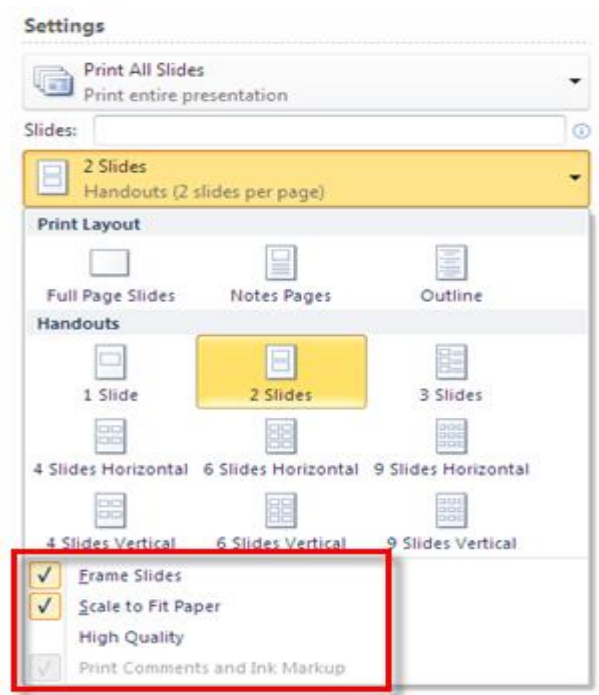 Settings
Print All Slides
Print entire presentation
Slides:
2 Slides
Handouts (2 slides per page)
Print Layout
Full Page Slides Notes Pages Outline
Handouts
1 Slide 2 Slides 3 Slides
4 Slides Horizontal 6 Slides Horizontal 9 Slides Horizontal
4 Slides Vertical 6 Slides Vertical 9 Slides Vertical
Frame Slides
Scale to Fit Paper
High Quality
Print Comments and Ink Markup